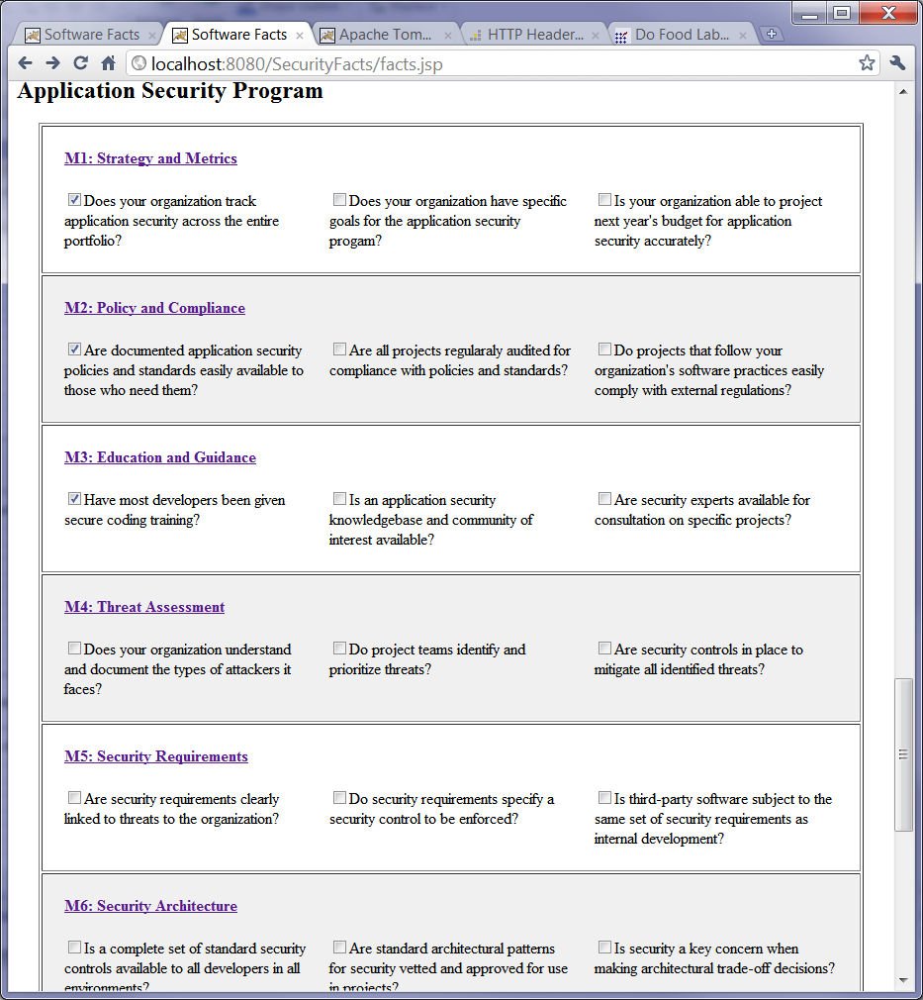 Software Facts
Software Facts
Apache Tom...
HTTP Header...
Do Food Lab...
localhost:8080/SecurityFacts/facts.jsp
Application Security Program
M1: Strategy and Metrics
Does your organization track
application security across the entire
portfolio?
Does your organization have specific
goals for the application security
progam?
Is your organization able to project
next year's budget for application
security accurately?
M2: Policy and Compliance
Are documented application security
policies and standards easily available to
those who need them?
Are all projects regularaly audited for
compliance with policies and standards?
Do projects that follow your
organization's software practices easily
comply with external regulations?
M3: Education and Guidance
Have most developers been given
secure coding training?
Is an application security
knowledgebase and community of
interest available?
Are security experts available for
consultation on specific projects?
M4: Threat Assessment
Does your organization understand
and document the types of attackers it
faces?
Do project teams identify and
prioritize threats?
Are security controls in place to
mitigate all identified threats?
M5: Security Requirements
Are security requirements clearly
linked to threats to the organization?
Do security requirements specify a
security control to be enforced?
Is third-party software subject to the
same set of security requirements as
internal development?
M6: Security Architecture
Is a complete set of standard security
controls available to all developers in all
environments?
Are standard architectural patterns
for security vetted and approved for use
in projects?
Is security a key concern when
making architectural trade-off decisions?